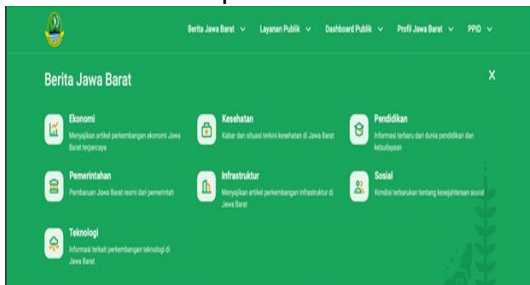 Berita Jawa Barat
Layanan Publik
Dashboard Publik
Profil Jawa Barat
PPID
Berita Jawa Barat
X
Ekonomi
Menyajikan artikel perkembangan ekonomi Jawa
Barat terpercaya
Kesehatan
Kabar dan situasi terkini kesehatan di Jawa Barat
Pendidikan
Informasi terbaru dari dunia pendidikan dan
kebudayaan
Pemerintahan
Pembaruan Jawa Barat resmi dari pemerintah
Infrastruktur
Menyajikan artikel perkembangan infrastruktur di
Jawa Barat
Sosial
Kondisi terbarukan tentang kesejahteraan sosial
Teknologi
Informasi terkait perkembangan teknologi di
Jawa Barat